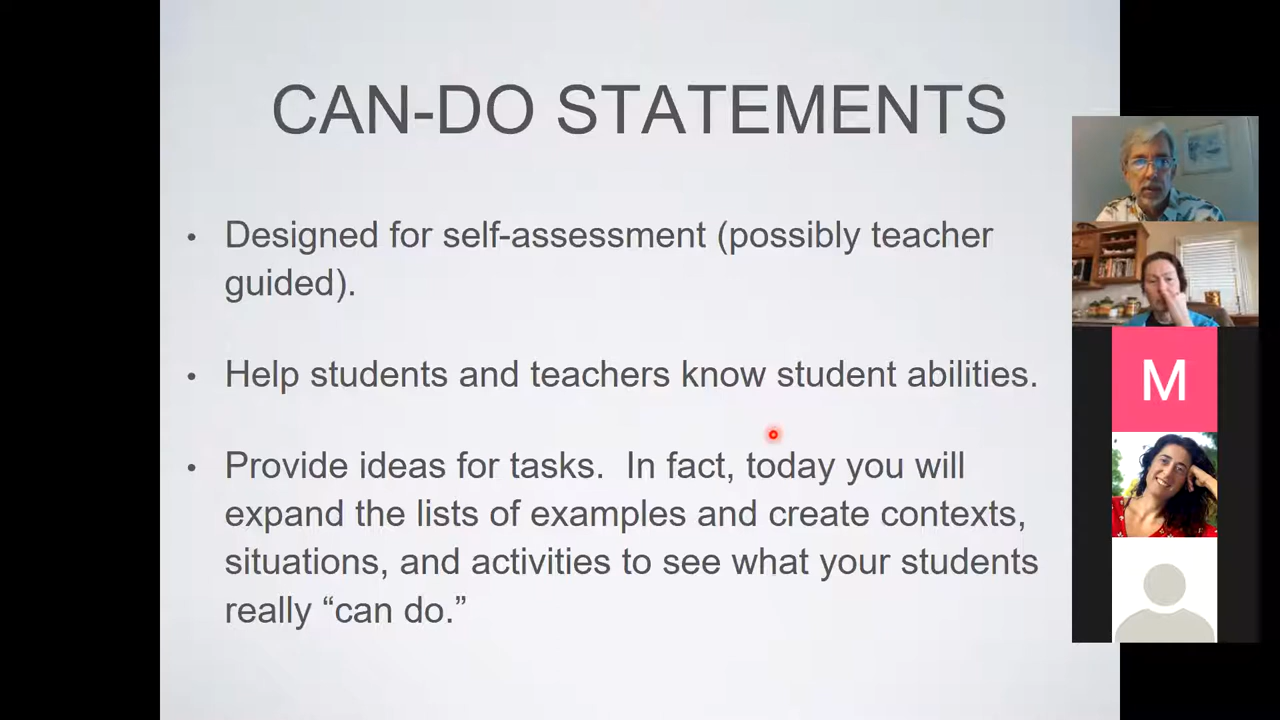 CAN-DO STATEMENTS
• Designed for self-assessment (possibly teacher
guided).
• Help students and teachers know student abilities.
• Provide ideas for tasks.  In fact, today you will
expand the lists of examples and create contexts,
situations, and activities to see what your students
really “can do.”
M